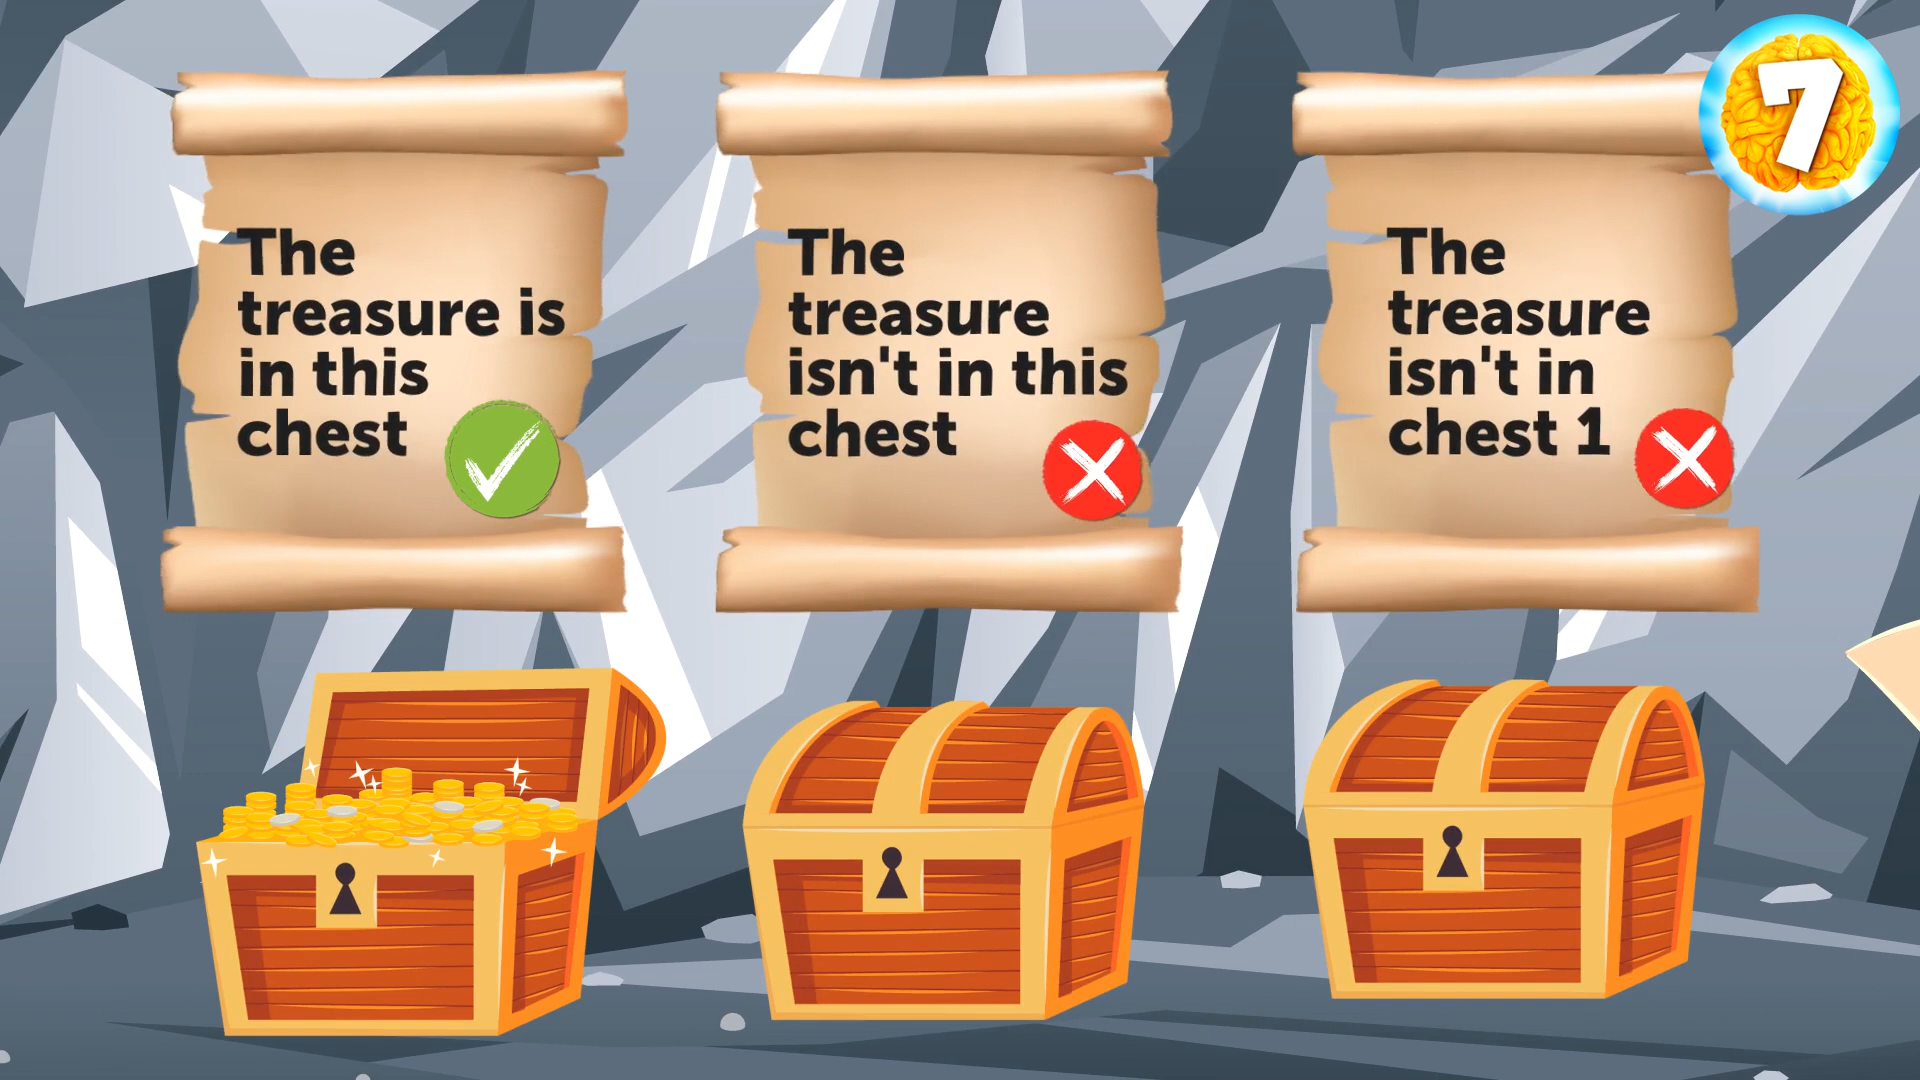 The
treasure is
in this
chest
The
treasure
isn't in this
chest
The
treasure
isn't in
chest 1
7